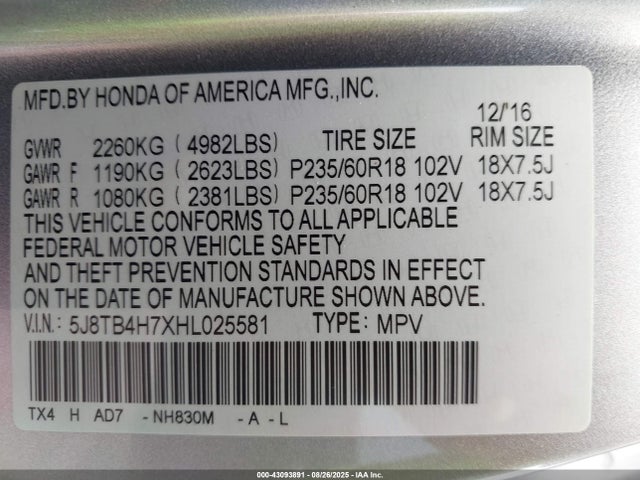 MFD.BY HONDA OF AMERICA MFG.,INC.
12/'16
GVWR 2260KG ( 4982LBS) TIRE SIZE RIM SIZE
GAWR F 1190KG ( 2623LBS) P235/60R18 102V 18X7.5J
GAWR R 1080KG ( 2381LBS) P235/60R18 102V 18X7.5J
THIS VEHICLE CONFORMS TO ALL APPLICABLE
FEDERAL MOTOR VEHICLE SAFETY
AND THEFT PREVENTION STANDARDS IN EFFECT
ON THE DATE OF MANUFACTURE SHOWN ABOVE.
V.I.N.: 5J8TB4H7XHL025581 TYPE: MPV
TX4 H AD7 -NH830M -A-L
000-43093891 - 08/26/2025 - IAA Inc.